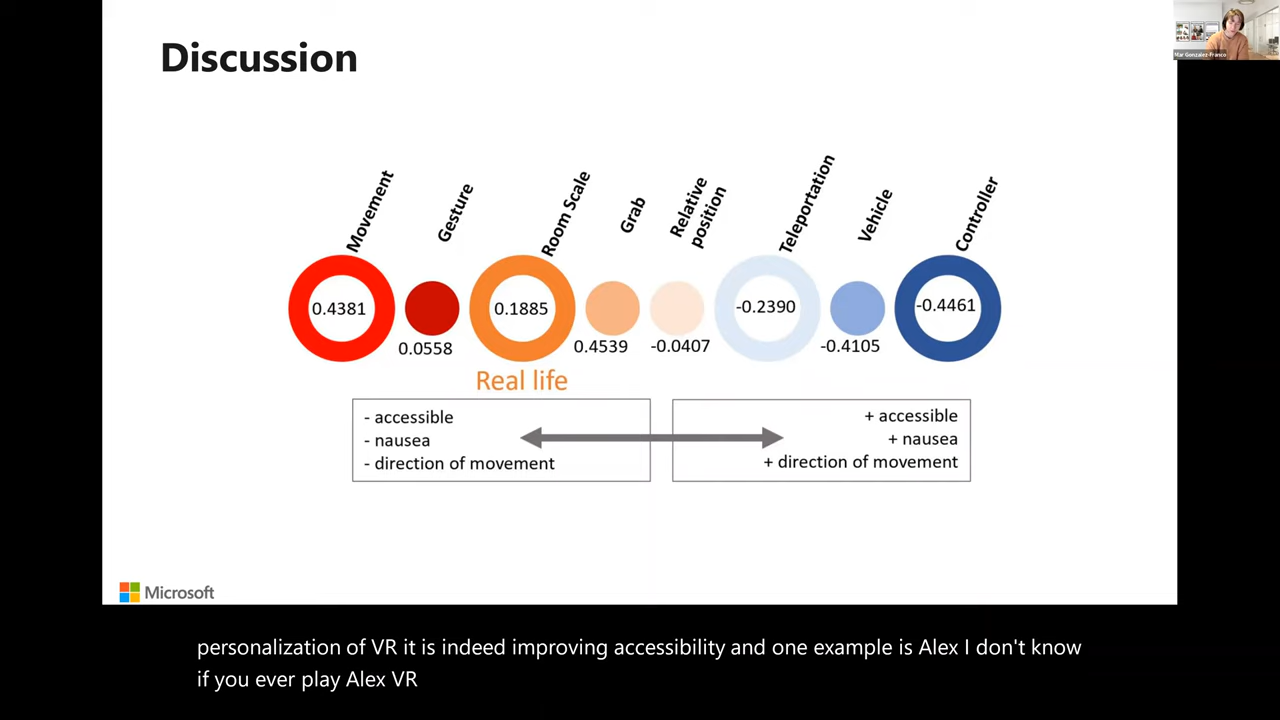 Discussion
Mar Gonzalez-Franco
Movement
Gesture
Room Scale
Grab
Relative
position
Teleportation
Vehicle
Controller
0.4381
0.0558
0.1885
0.4539
-0.0407
-0.2390
-0.4105
-0.4461
Real life
- accessible
- nausea
- direction of movement
+ accessible
+ nausea
+ direction of movement
Microsoft
personalization of VR it is indeed improving accessibility and one example is Alex I don't know
if you ever play Alex VR